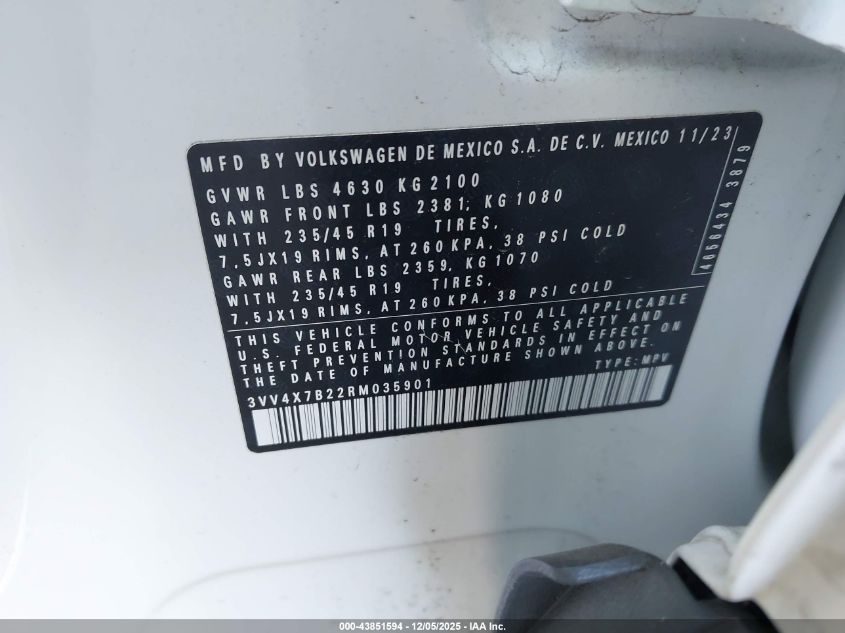 MFD BY VOLKSWAGEN DE MEXICO S.A. DE C.V. MEXICO 11/23
GVWR LBS 4630 KG 2100
GAWR FRONT LBS 2381, KG 1080
WITH 235/45 R19 TIRES,
7,5JX19 RIMS, AT 260 KPA, 38 PSI COLD
GAWR REAR LBS 2359, KG 1070
WITH 235/45 R19 TIRES,
7,5JX19 RIMS, AT 260 KPA, 38 PSI COLD
THIS VEHICLE CONFORMS TO ALL APPLICABLE
U.S. FEDERAL MOTOR VEHICLE SAFETY AND
THEFT PREVENTION STANDARDS IN EFFECT ON
THE DATE OF MANUFACTURE SHOWN ABOVE.
TYPE: MPV
3VV4X7B22RM035901
4656434 3879
000-43851594 - 12/05/2025 - © IAA Inc.